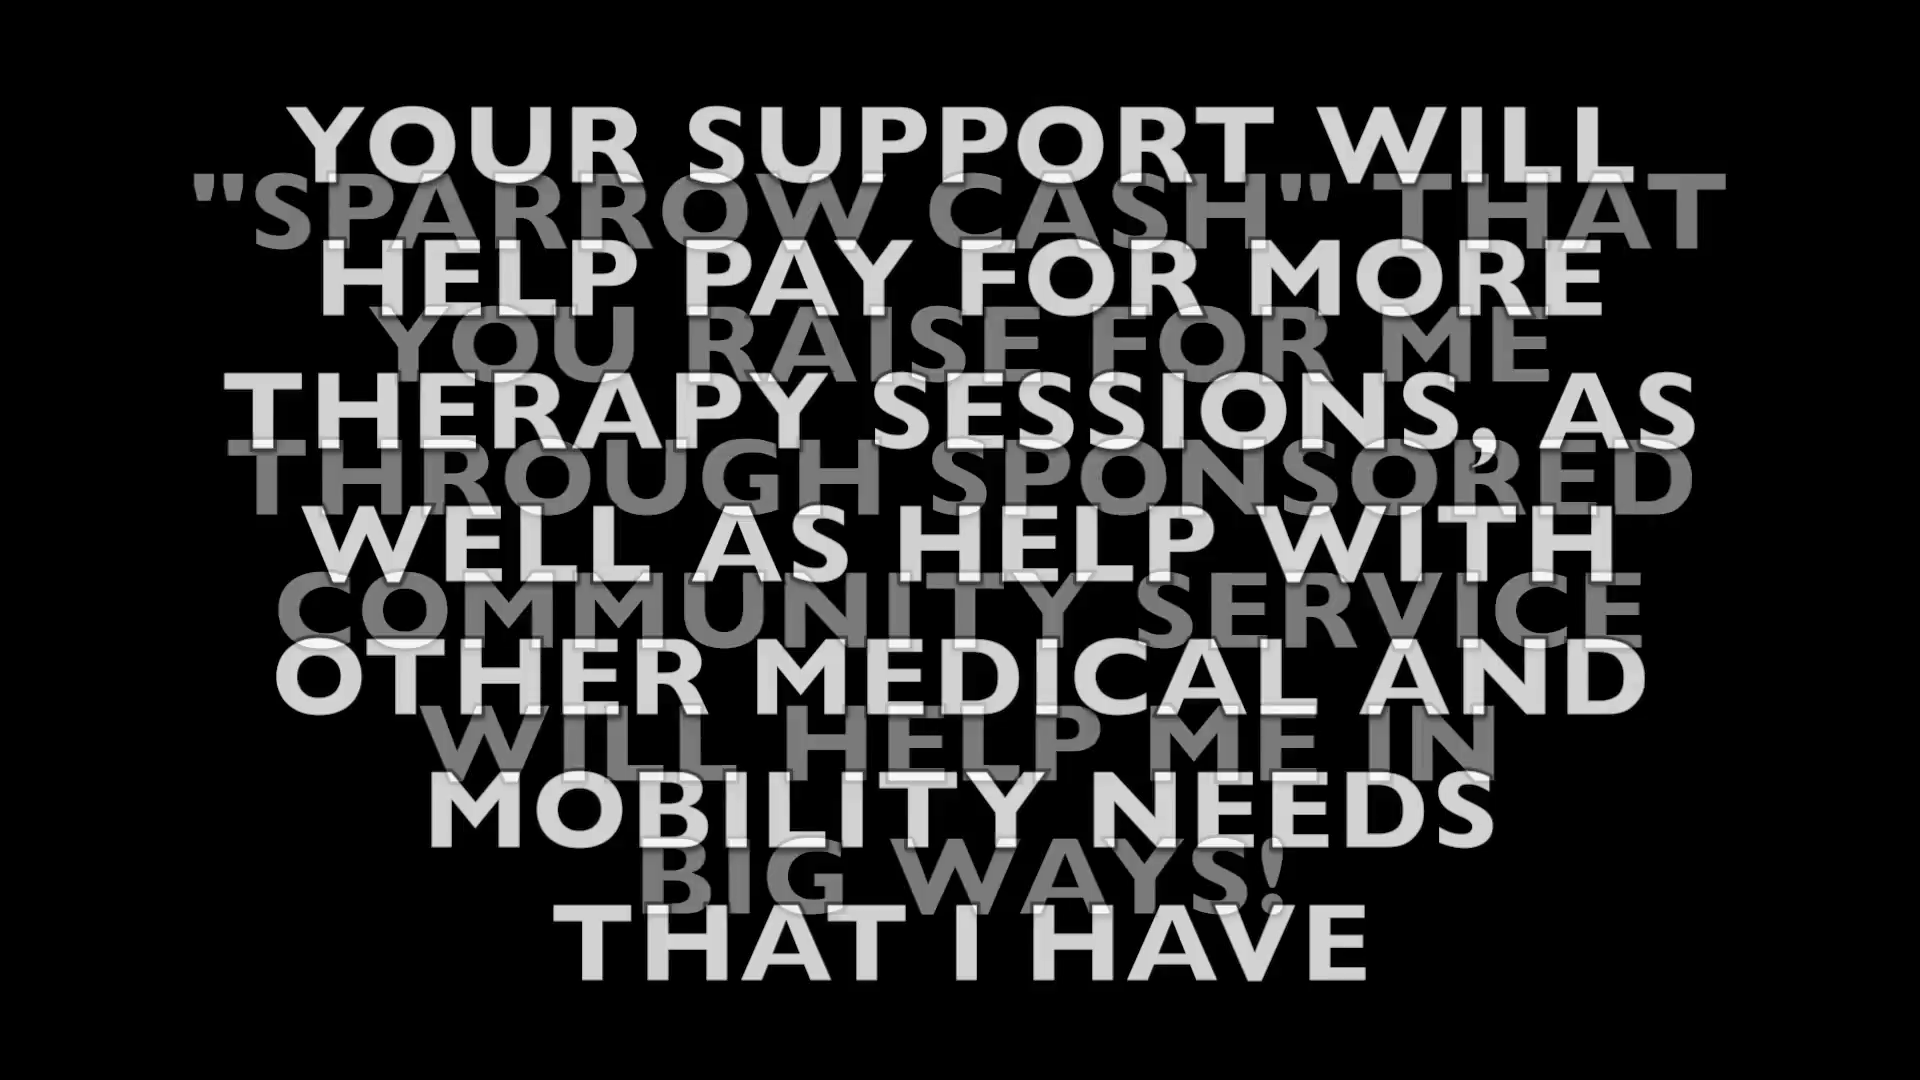 YOUR SUPPORT WILL
"SPARROW CASH" THAT
HELP PAY FOR MORE
YOU RAISE FOR ME
THERAPY SESSIONS, AS
THROUGH SPONSORED
WELL AS HELP WITH
COMMUNITY SERVICE
OTHER MEDICAL AND
WILL HELP ME IN
MOBILITY NEEDS
BIG WAYS!
THAT I HAVE